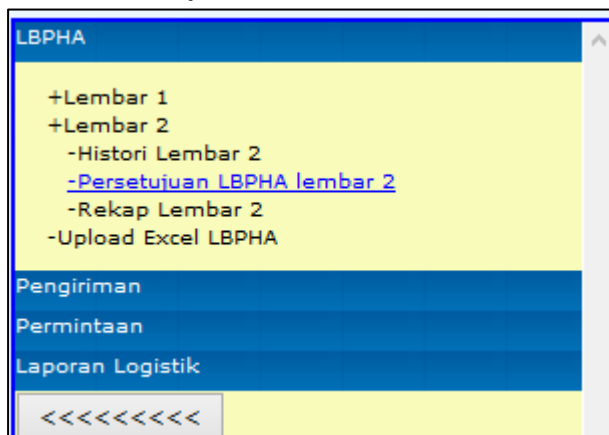 LBPHA
+Lembar 1
+Lembar 2
-Histori Lembar 2
-Persetujuan LBPHA lembar 2
-Rekap Lembar 2
-Upload Excel LBPHA
Pengiriman
Permintaan
Laporan Logistik
<<<<<<<<<